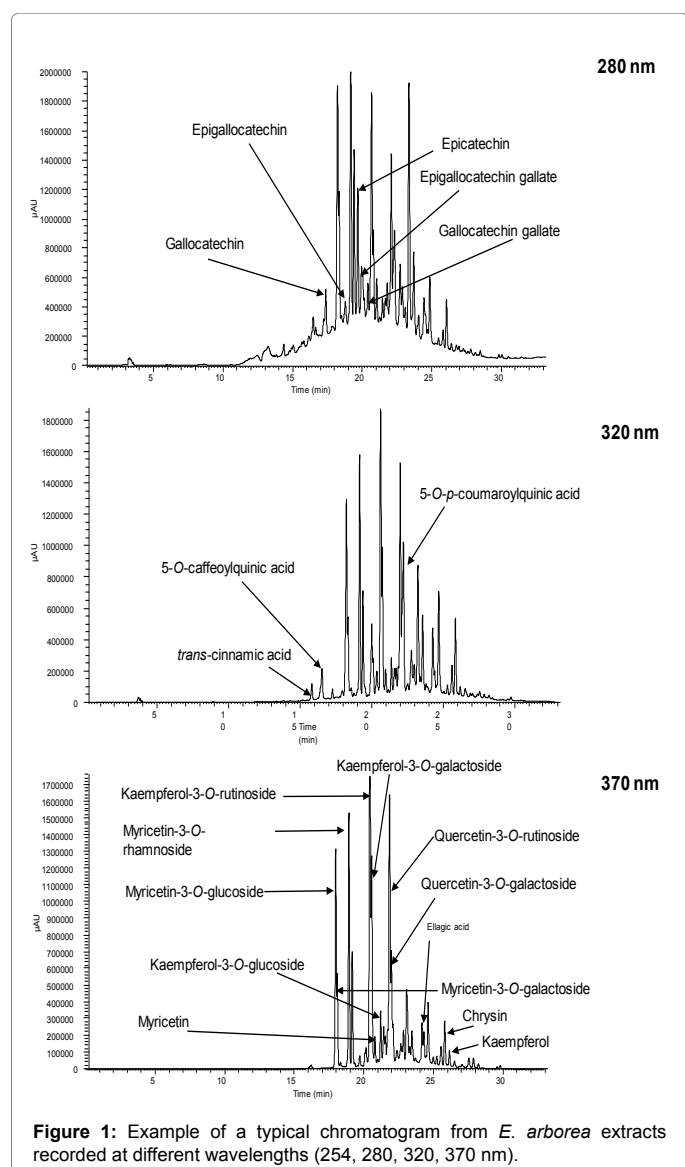 280 nm
2000000
1800000
1600000
1400000
1200000
1000000
800000
600000
400000
200000
0
µAU
Epigallocatechin
Epicatechin
Epigallocatechin gallate
Gallocatechin gallate
Gallocatechin
5 10 15 20 25 30
Time (min)
320 nm
1800000
1600000
1400000
1200000
1000000
800000
600000
400000
200000
0
µAU
5-O-p-coumaroylquinic acid
5-O-caffeoylquinic acid
trans-cinnamic acid
5 1 1 2 2 3
0 5 Time 0 5 0
(min)
370 nm
1700000
1600000
1500000
1400000
1300000
1200000
1100000
1000000
900000
800000
700000
600000
500000
400000
300000
200000
100000
0
µAU
Kaempferol-3-O-galactoside
Kaempferol-3-O-rutinoside
Myricetin-3-O-
rhamnoside
Quercetin-3-O-rutinoside
Myricetin-3-O-glucoside
Quercetin-3-O-galactoside
Ellagic acid
Kaempferol-3-O-glucoside
Myricetin-3-O-galactoside
Myricetin
Chrysin
Kaempferol
5 10 15 20 25 30
Time (min)
Figure 1: Example of a typical chromatogram from E. arborea extracts
recorded at different wavelengths (254, 280, 320, 370 nm).